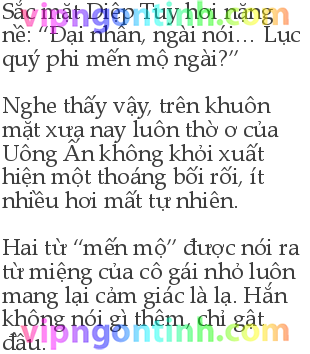 Sắc mặt Diệp Tuy hơi nặng
nề: “Đại nhân, ngài nói... Lục
quý phi mến mộ ngài?”
Nghe thấy vậy, trên khuôn
mặt xưa nay luôn thờ ơ của
Uông Ấn không khỏi xuất
hiện một thoáng bối rối, ít
nhiều hơi mất tự nhiên.
Hai từ “mến mộ” được nói ra
từ miệng của cô gái nhỏ luôn
mang lại cảm giác là lạ. Hắn
không nói gì thêm, chỉ gật
đầu.
vipngontinh.com
vipngontinh.com